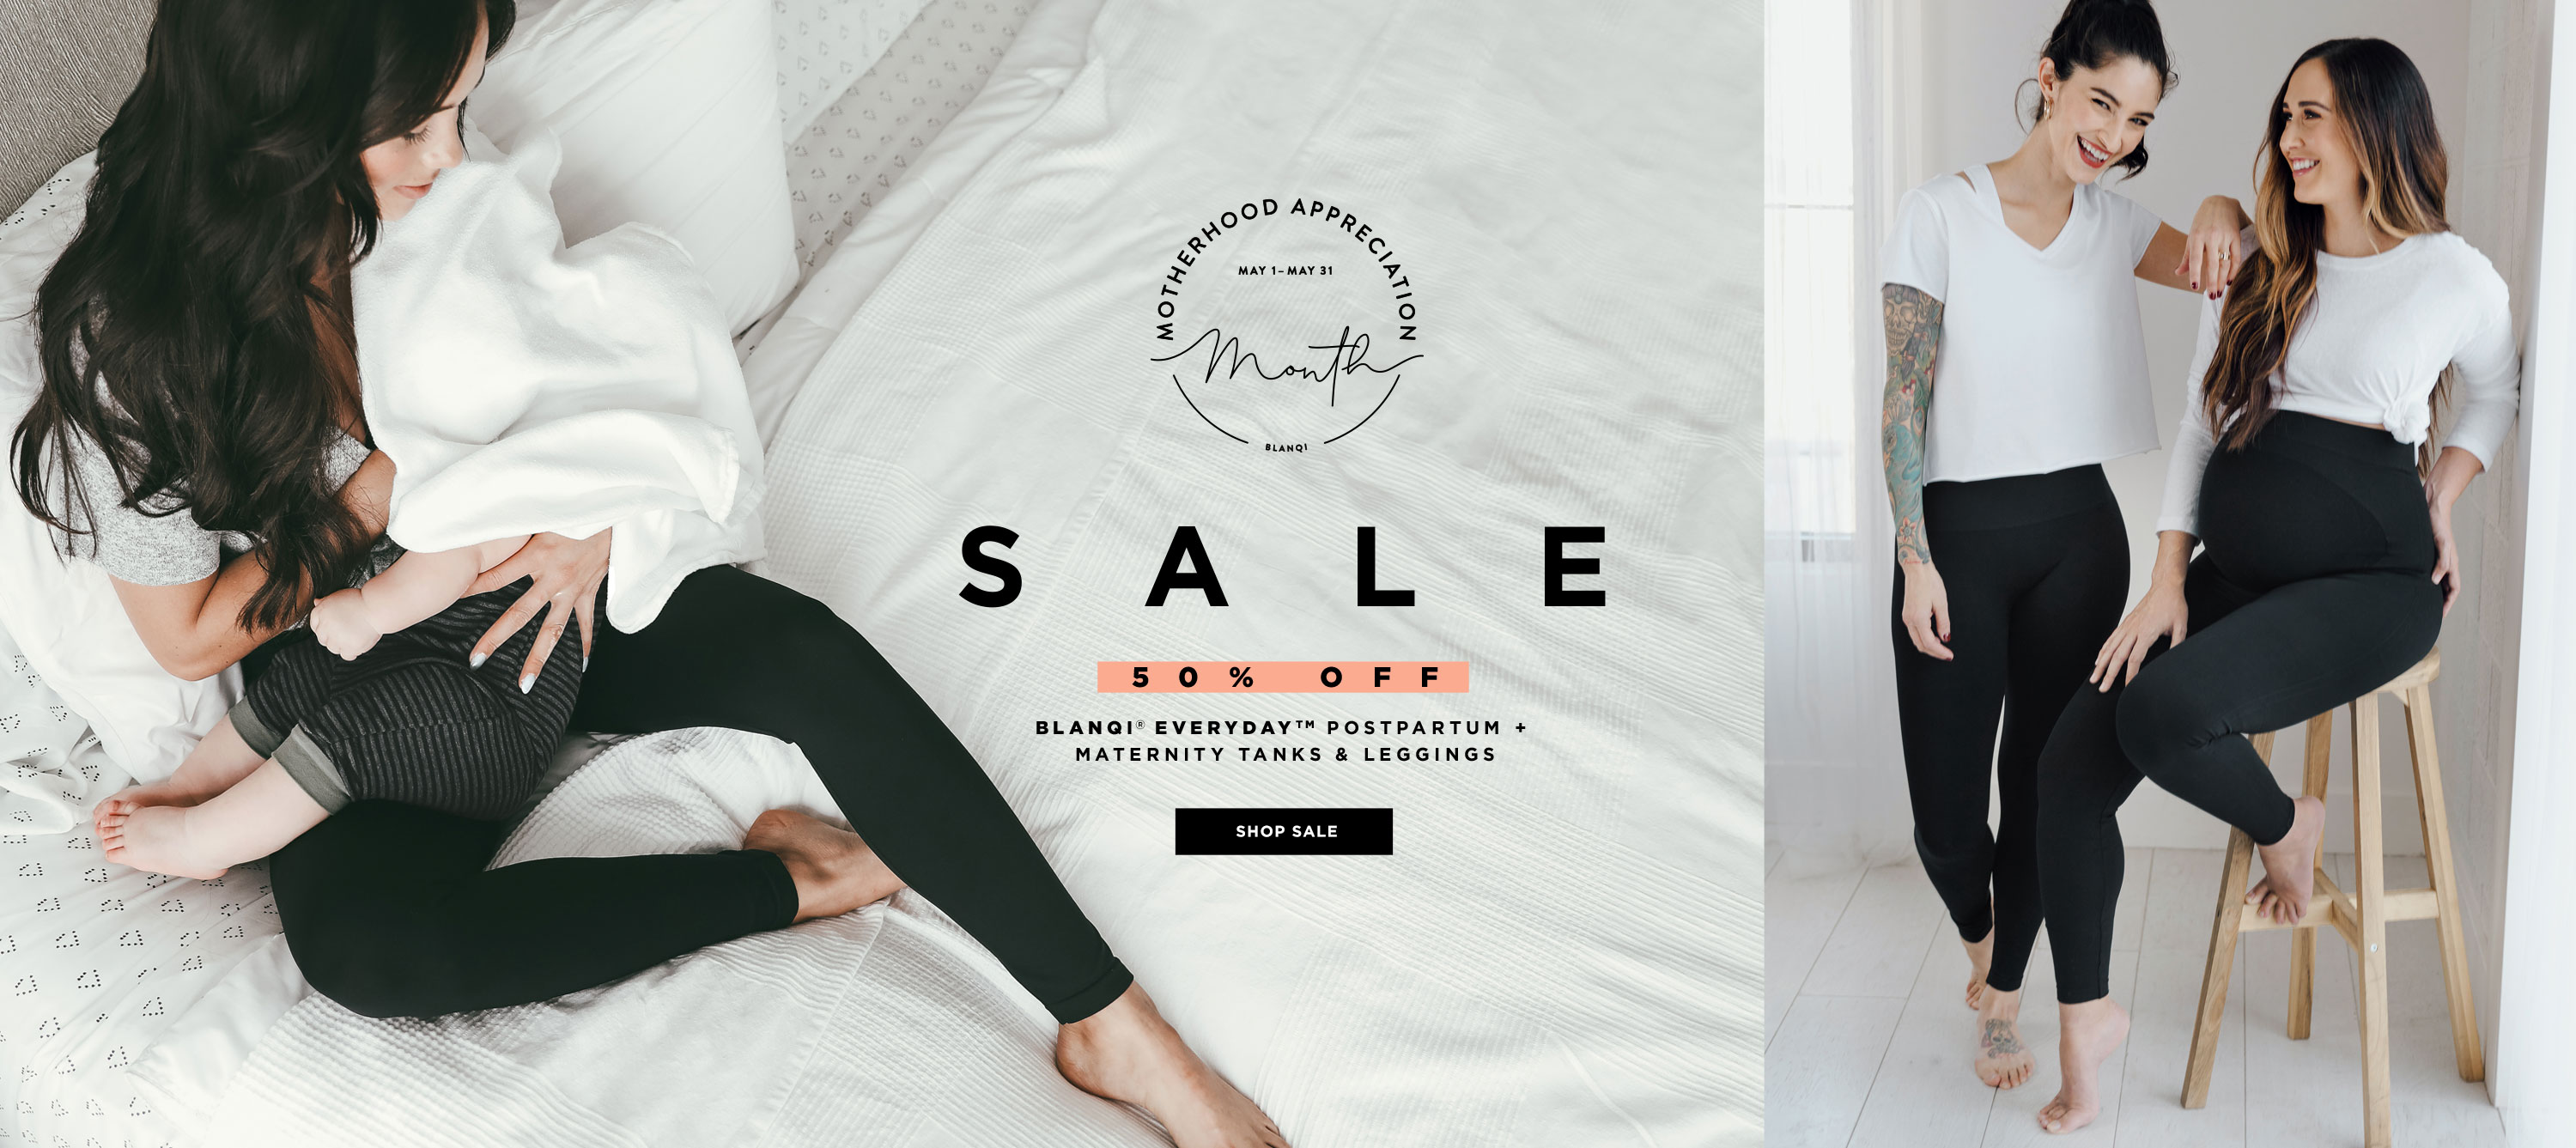 MOTHERHOOD APPRECIATION
MAY 1–MAY 31
Month
BLANQI
SALE
50% OFF
BLANQI® EVERYDAY™ POSTPARTUM +
MATERNITY TANKS & LEGGINGS
SHOP SALE